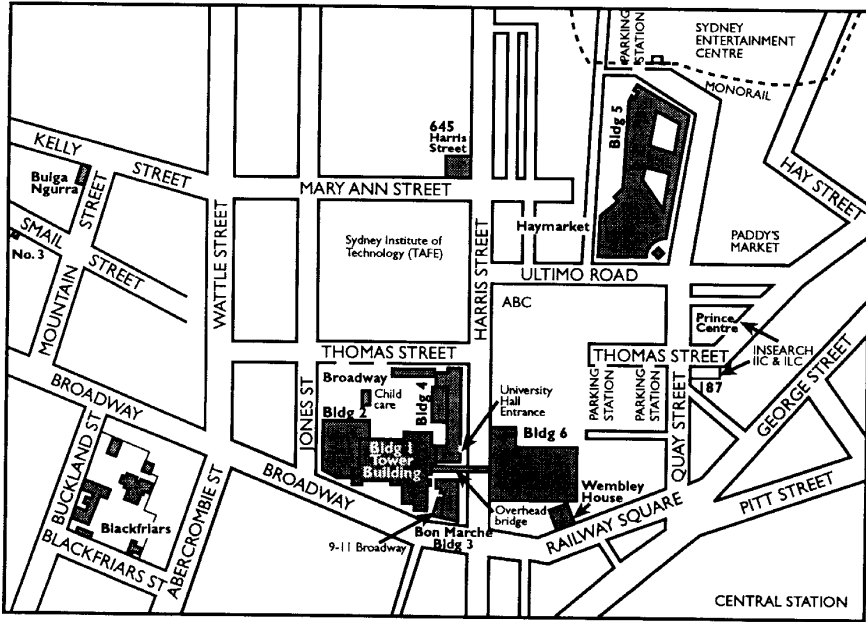 PARKING
STATION
SYDNEY
ENTERTAINMENT
CENTRE
MONORAIL
KELLY
STREET
Bulga
Ngurra
645
Harris
Street
Bldg 5
HAY STREET
MARY ANN STREET
STREET
SMAIL
STREET
No. 3
MOUNTAIN
WATTLE STREET
Sydney Institute of
Technology (TAFE)
HARRIS STREET
Haymarket
PADDY'S
MARKET
ULTIMO ROAD
ABC
Prince
Centre
THOMAS STREET
THOMAS STREET
INSEARCH
IIC & ILC
187
GEORGE STREET
BROADWAY
Broadway
Child
care
Bldg 4
Bldg 2
JONES ST
University
Hall
Entrance
PARKING
STATION
PARKING
STATION
QUAY STREET
Bldg 1
Tower
Building
Bldg 6
BUCKLAND ST
BROADWAY
Wembley
House
Overhead
bridge
PITT STREET
Blackfriars
ABERCROMBIE ST
BLACKFRIARS ST
9-11 Broadway
Bon Marché
Bldg 3
RAILWAY SQUARE
CENTRAL STATION